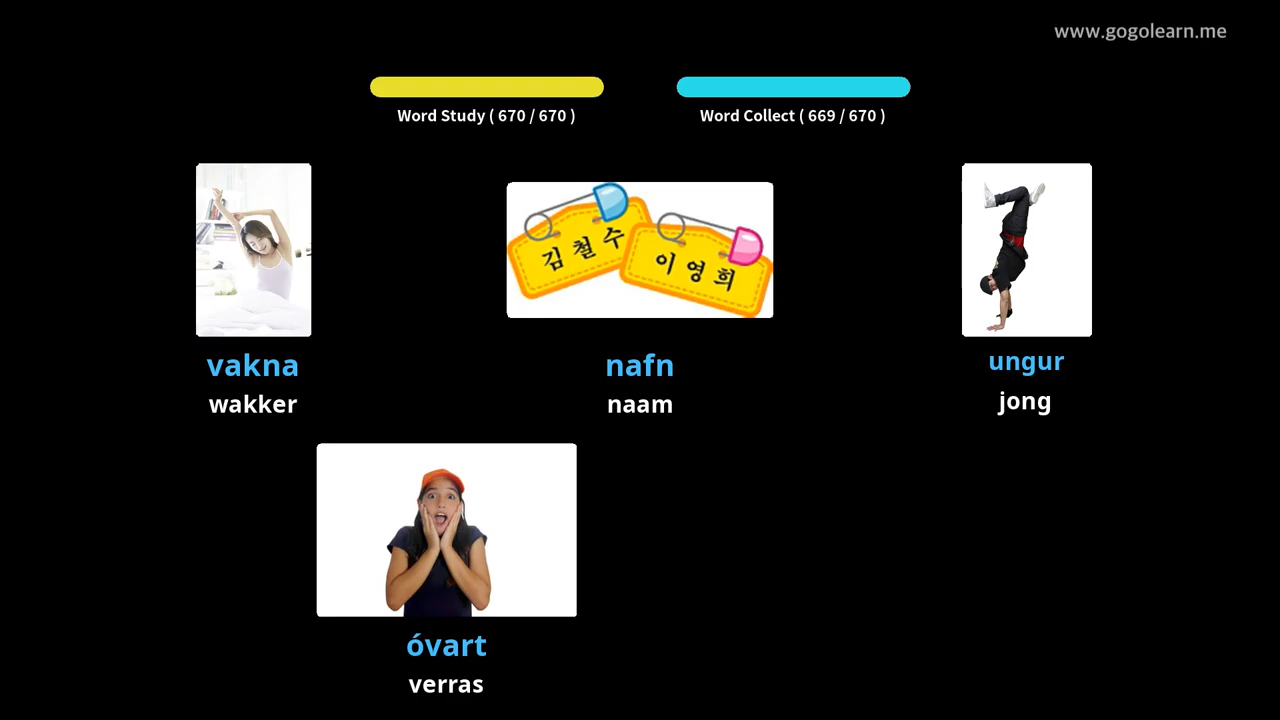 www.gogolearn.me
Word Study ( 670 / 670 )
Word Collect ( 669 / 670 )
김철수
이영희
vakna
wakker
nafn
naam
ungur
jong
óvart
verras